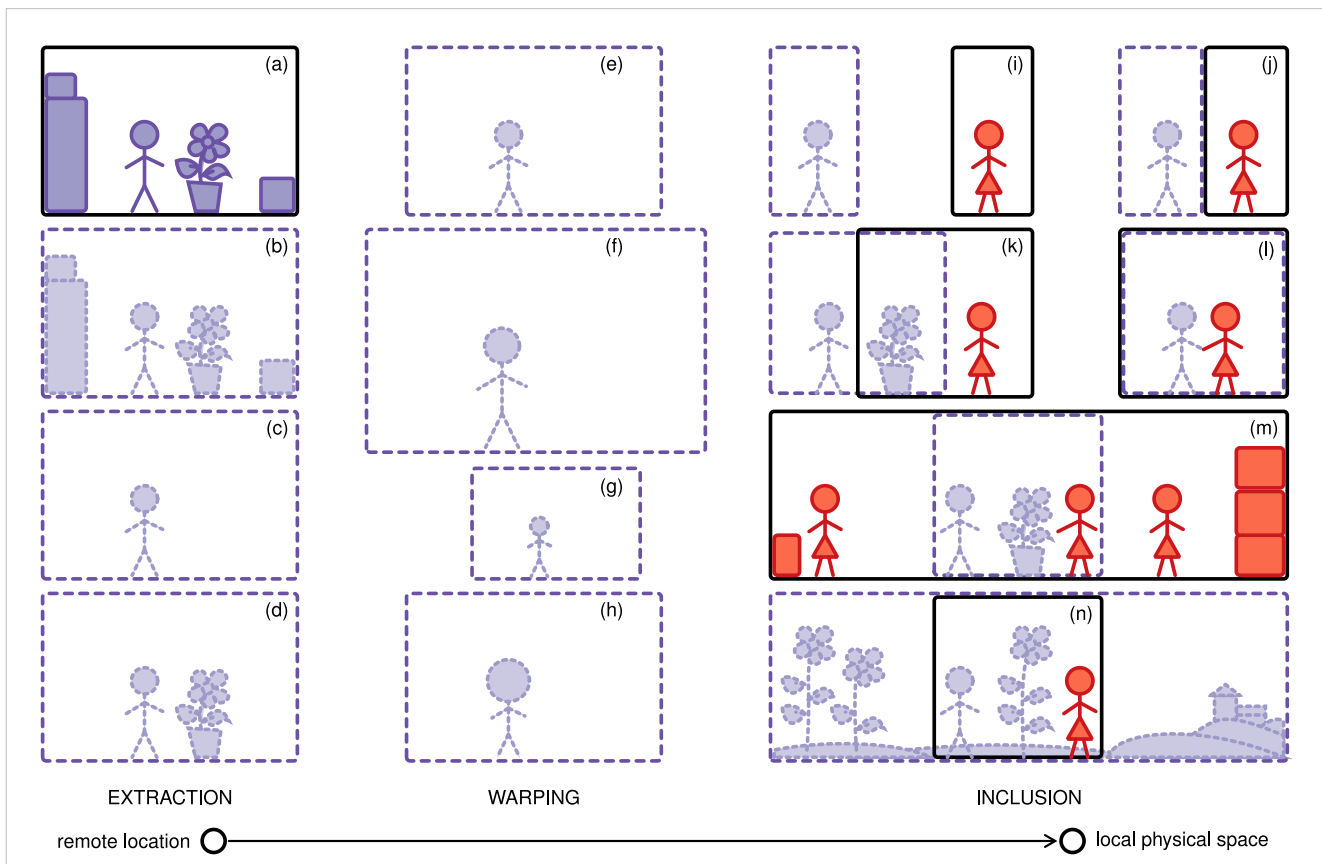 (a)
(e)
(i)
(j)
(b)
(f)
(k)
(l)
(c)
(g)
(m)
(d)
(h)
(n)
EXTRACTION
WARPING
INCLUSION
remote location
local physical space